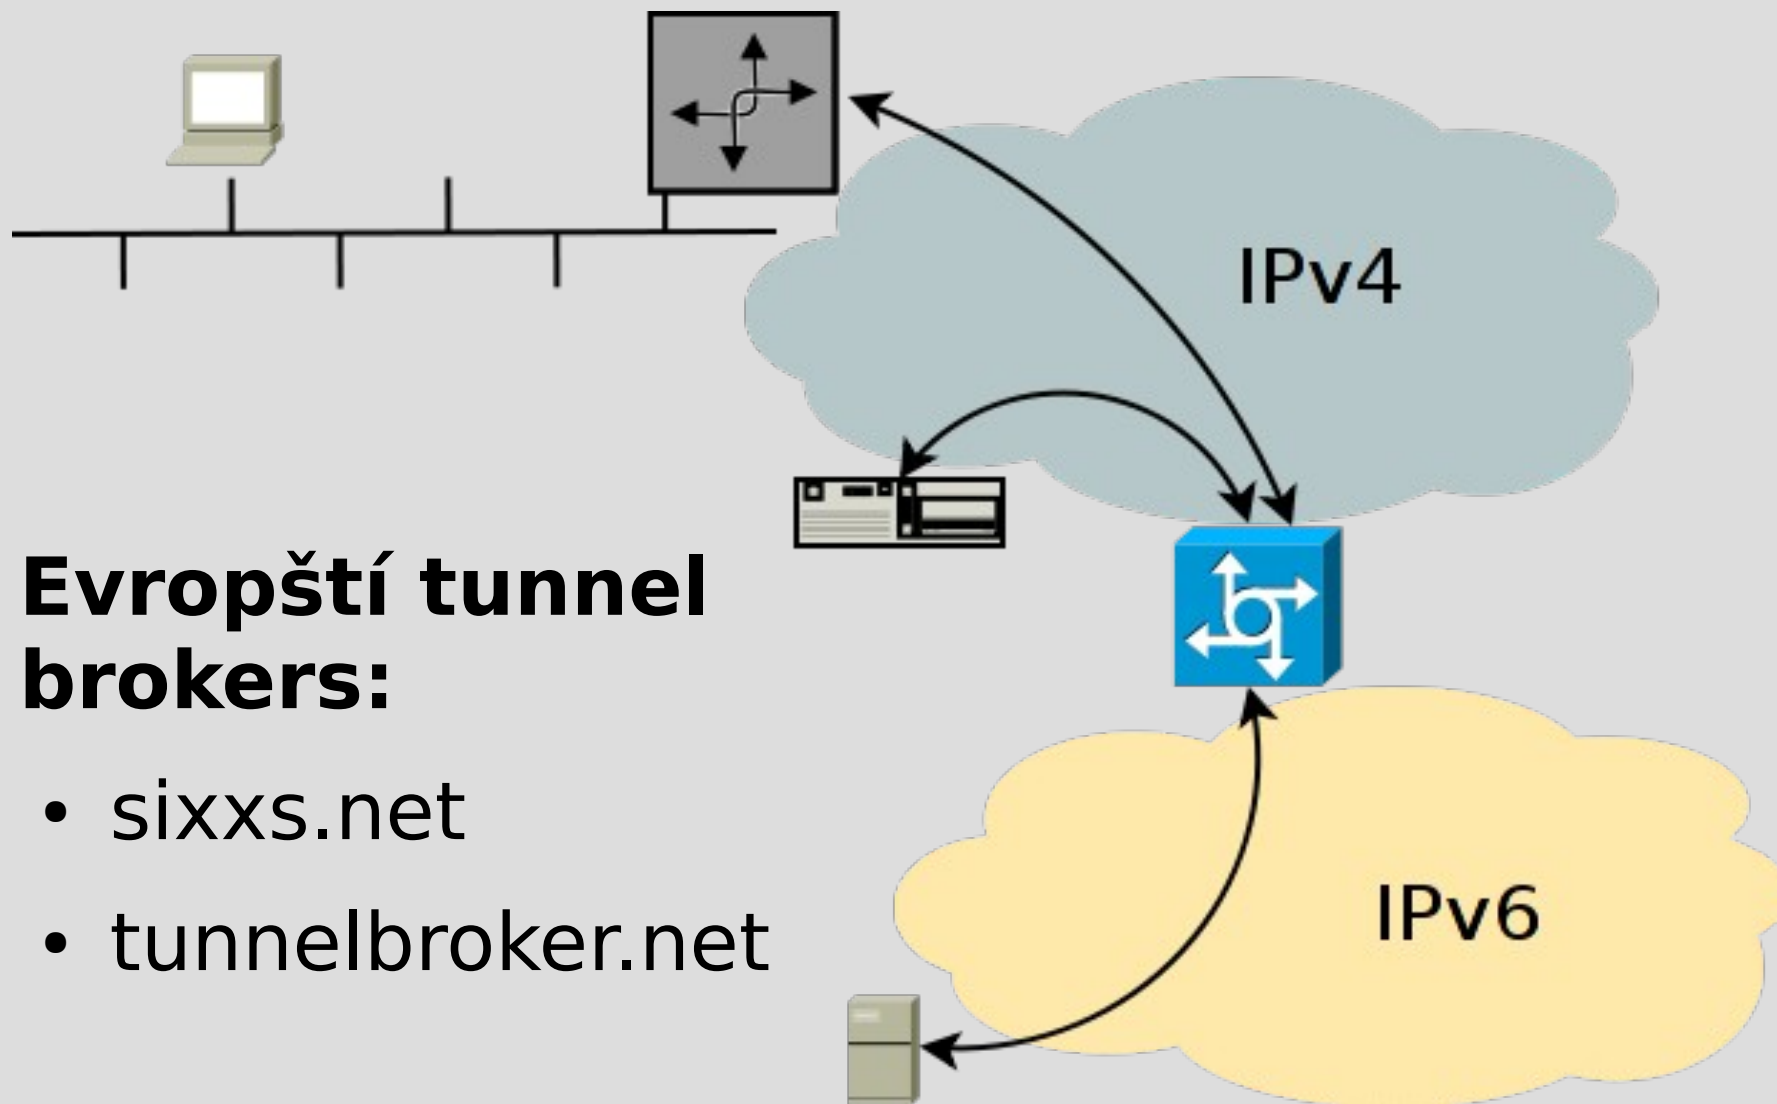 IPv4
Evropští tunnel
brokers:
• sixxs.net
• tunnelbroker.net
IPv6